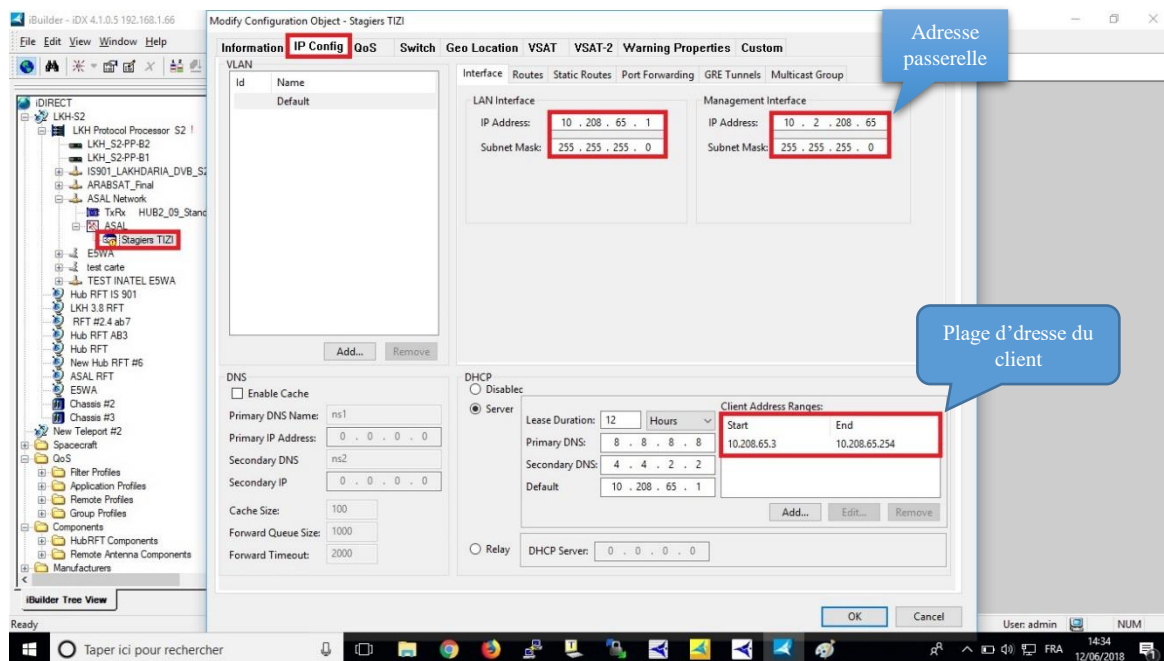 iBuilder - iDX 4.1.0.5 192.168.1.66
File Edit View Window Help
iDIRECT
LKH-S2
LKH Protocol Processor S2 !
LKH_S2-PP-B2
LKH_S2-PP-B1
IS901_LAKHDARIA_DVB_S2
ARABSAT_Final
ASAL Network
TxRx HUB2_09_Stand
ASAL
Stagiers TIZI
E5WA
test carte
TEST INATEL E5WA
Hub RFT IS 901
LKH 3.8 RFT
RFT #2.4 ab7
Hub RFT AB3
Hub RFT
New Hub RFT #6
ASAL RFT
E5WA
Chassis #2
Chassis #3
New Teleport #2
Spacecraft
QoS
Filter Profiles
Application Profiles
Remote Profiles
Group Profiles
Components
HubRFT Components
Remote Antenna Components
Manufacturers
iBuilder Tree View
Ready
Modify Configuration Object - Stagiers TIZI
Information IP Config QoS Switch Geo Location VSAT VSAT-2 Warning Properties Custom
VLAN
Id Name
Default
Add... Remove
Interface Routes Static Routes Port Forwarding GRE Tunnels Multicast Group
LAN Interface
IP Address: 10 . 208 . 65 . 1
Subnet Mask: 255 . 255 . 255 . 0
Management Interface
IP Address: 10 . 2 . 208 . 65
Subnet Mask: 255 . 255 . 255 . 0
Adresse
passerelle
Plage d’dresse du
client
DNS
Enable Cache
Primary DNS Name: ns1
Primary IP Address: 0 . 0 . 0 . 0
Secondary DNS ns2
Secondary IP 0 . 0 . 0 . 0
Cache Size: 100
Forward Queue Size: 1000
Forward Timeout: 2000
DHCP
Disablec
Server
Lease Duration: 12 Hours
Primary DNS: 8 . 8 . 8 . 8
Secondary DNS: 4 . 4 . 2 . 2
Default 10 . 208 . 65 . 1
Client Address Ranges:
Start End
10.208.65.3 10.208.65.254
Add... Edit... Remove
Relay DHCP Server: 0 . 0 . 0 . 0
OK Cancel
User: admin NUM
Taper ici pour rechercher
FRA
14:34
12/06/2018